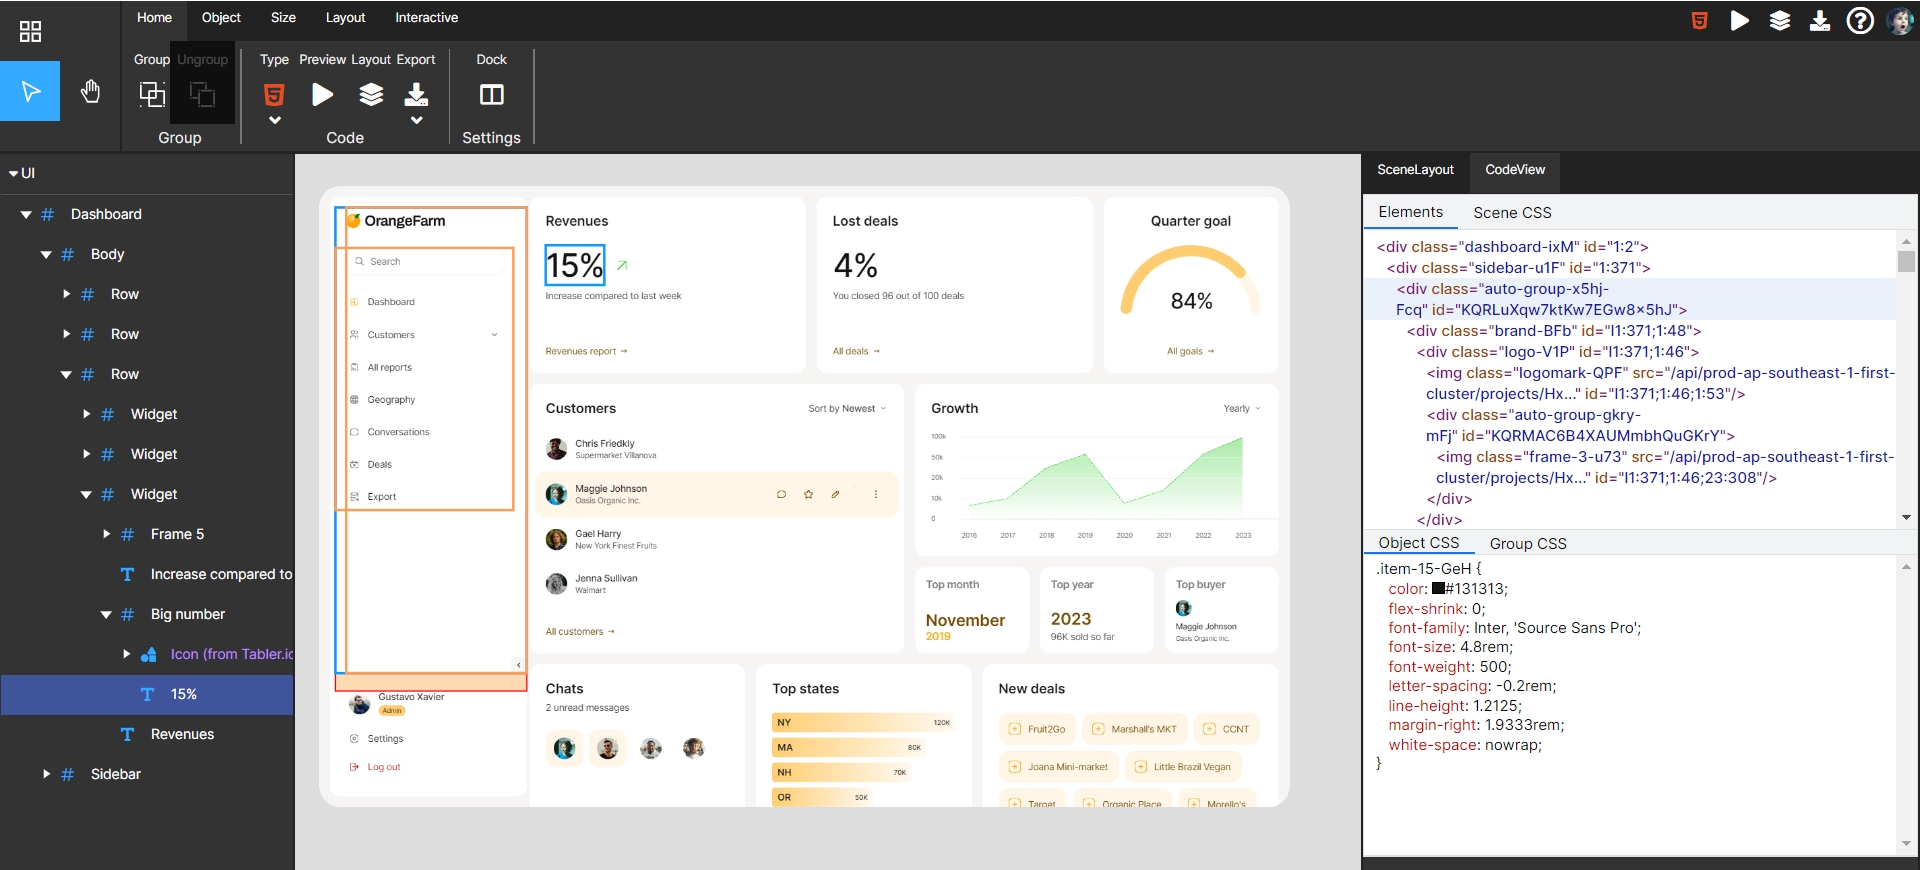 Home Object Size Layout Interactive
Group Ungroup
Group
Type Preview Layout Export
Code
Dock
Settings
UI
Dashboard
Body
Row
Row
Row
Widget
Widget
Widget
Frame 5
Increase compared to
Big number
Icon (from Tabler.ic
15%
Revenues
Sidebar
OrangeFarm
Search
Dashboard
Customers
All reports
Geography
Conversations
Deals
Export
Gustavo Xavier
Admin
Settings
Log out
Revenues
15%
Increase compared to last week
Revenues report →
Lost deals
4%
You closed 96 out of 100 deals
All deals →
Quarter goal
84%
All goals →
Customers
Sort by Newest
Chris Friedkly
Supermarket Villanova
Maggie Johnson
Oasis Organic Inc.
Gael Harry
New York Finest Fruits
Jenna Sullivan
Walmart
All customers →
Growth
Yearly
100k
50k
20k
10k
0
2016 2017 2018 2019 2020 2021 2022 2023
Top month
November
2019
Top year
2023
96K sold so far
Top buyer
Maggie Johnson
Oasis Organic Inc.
Chats
2 unread messages
Top states
NY 120K
MA 80K
NH 70K
OR 50K
New deals
Fruit2Go Marshall's MKT CCNT
Joana Mini-market Little Brazil Vegan
Target Organic Place Morello's
SceneLayout CodeView
Elements Scene CSS
<div class="dashboard-ixM" id="1:2">
<div class="sidebar-u1F" id="1:371">
<div class="auto-group-x5hj-
Fcq" id="KQRLuXqw7ktKw7EGw8x5hJ">
<div class="brand-BFb" id="I1:371;1:48">
<div class="logo-V1P" id="I1:371;1:46">
<img class="logomark-QPF" src="/api/prod-ap-southeast-1-first-
cluster/projects/Hx..." id="I1:371;1:46;1:53"/>
<div class="auto-group-gkry-
mFj" id="KQRMAC6B4XAUMmbhQuGKrY">
<img class="frame-3-u73" src="/api/prod-ap-southeast-1-first-
cluster/projects/Hx..." id="I1:371;1:46;23:308"/>
</div>
</div>
Object CSS Group CSS
.item-15-GeH {
color: #131313;
flex-shrink: 0;
font-family: Inter, 'Source Sans Pro';
font-size: 4.8rem;
font-weight: 500;
letter-spacing: -0.2rem;
line-height: 1.2125;
margin-right: 1.9333rem;
white-space: nowrap;
}